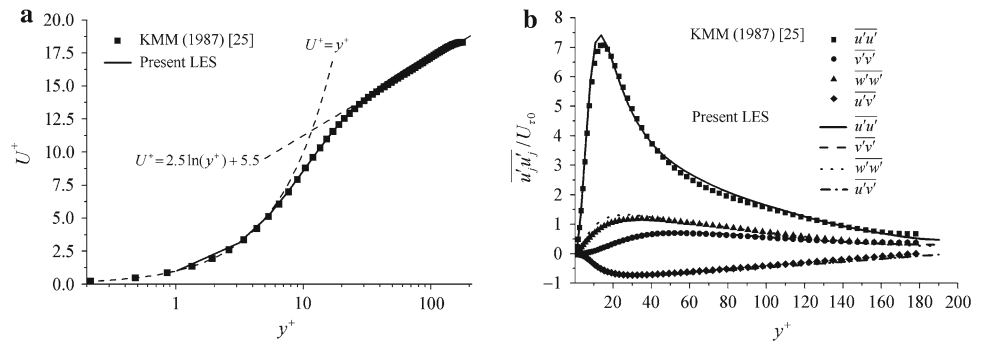 a
20.0
17.5
15.0
12.5
10.0
7.5
5.0
2.5
0.0
U⁺
KMM (1987) [25]
Present LES
U⁺=y⁺
U⁺=2.5ln(y⁺)+5.5
1
10
100
y⁺
b
8
7
6
5
4
3
2
1
0
−1
u′ⱼu′ⱼ/Uτ0
KMM (1987) [25]
u′u′
v′v′
w′w′
u′v′
Present LES
u′u′
v′v′
w′w′
u′v′
20 40 60 80 100 120 140 160 180 200
y⁺